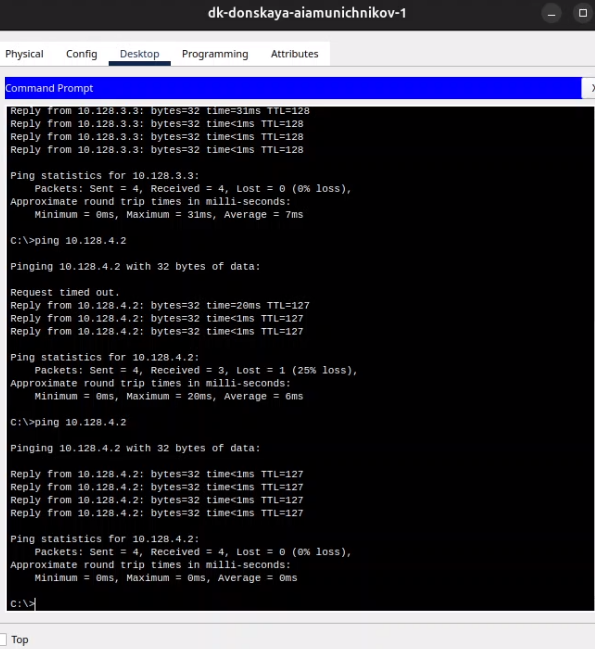 dk-donskaya-aiamunichnikov-1
Physical Config Desktop Programming Attributes
Command Prompt X
Reply from 10.128.3.3: bytes=32 time=31ms TTL=128
Reply from 10.128.3.3: bytes=32 time<1ms TTL=128
Reply from 10.128.3.3: bytes=32 time<1ms TTL=128
Reply from 10.128.3.3: bytes=32 time<1ms TTL=128
Ping statistics for 10.128.3.3:
Packets: Sent = 4, Received = 4, Lost = 0 (0% loss),
Approximate round trip times in milli-seconds:
Minimum = 0ms, Maximum = 31ms, Average = 7ms
C:\>ping 10.128.4.2
Pinging 10.128.4.2 with 32 bytes of data:
Request timed out.
Reply from 10.128.4.2: bytes=32 time=20ms TTL=127
Reply from 10.128.4.2: bytes=32 time<1ms TTL=127
Reply from 10.128.4.2: bytes=32 time<1ms TTL=127
Ping statistics for 10.128.4.2:
Packets: Sent = 4, Received = 3, Lost = 1 (25% loss),
Approximate round trip times in milli-seconds:
Minimum = 0ms, Maximum = 20ms, Average = 6ms
C:\>ping 10.128.4.2
Pinging 10.128.4.2 with 32 bytes of data:
Reply from 10.128.4.2: bytes=32 time<1ms TTL=127
Reply from 10.128.4.2: bytes=32 time<1ms TTL=127
Reply from 10.128.4.2: bytes=32 time<1ms TTL=127
Reply from 10.128.4.2: bytes=32 time<1ms TTL=127
Ping statistics for 10.128.4.2:
Packets: Sent = 4, Received = 4, Lost = 0 (0% loss),
Approximate round trip times in milli-seconds:
Minimum = 0ms, Maximum = 0ms, Average = 0ms
C:\>
Top